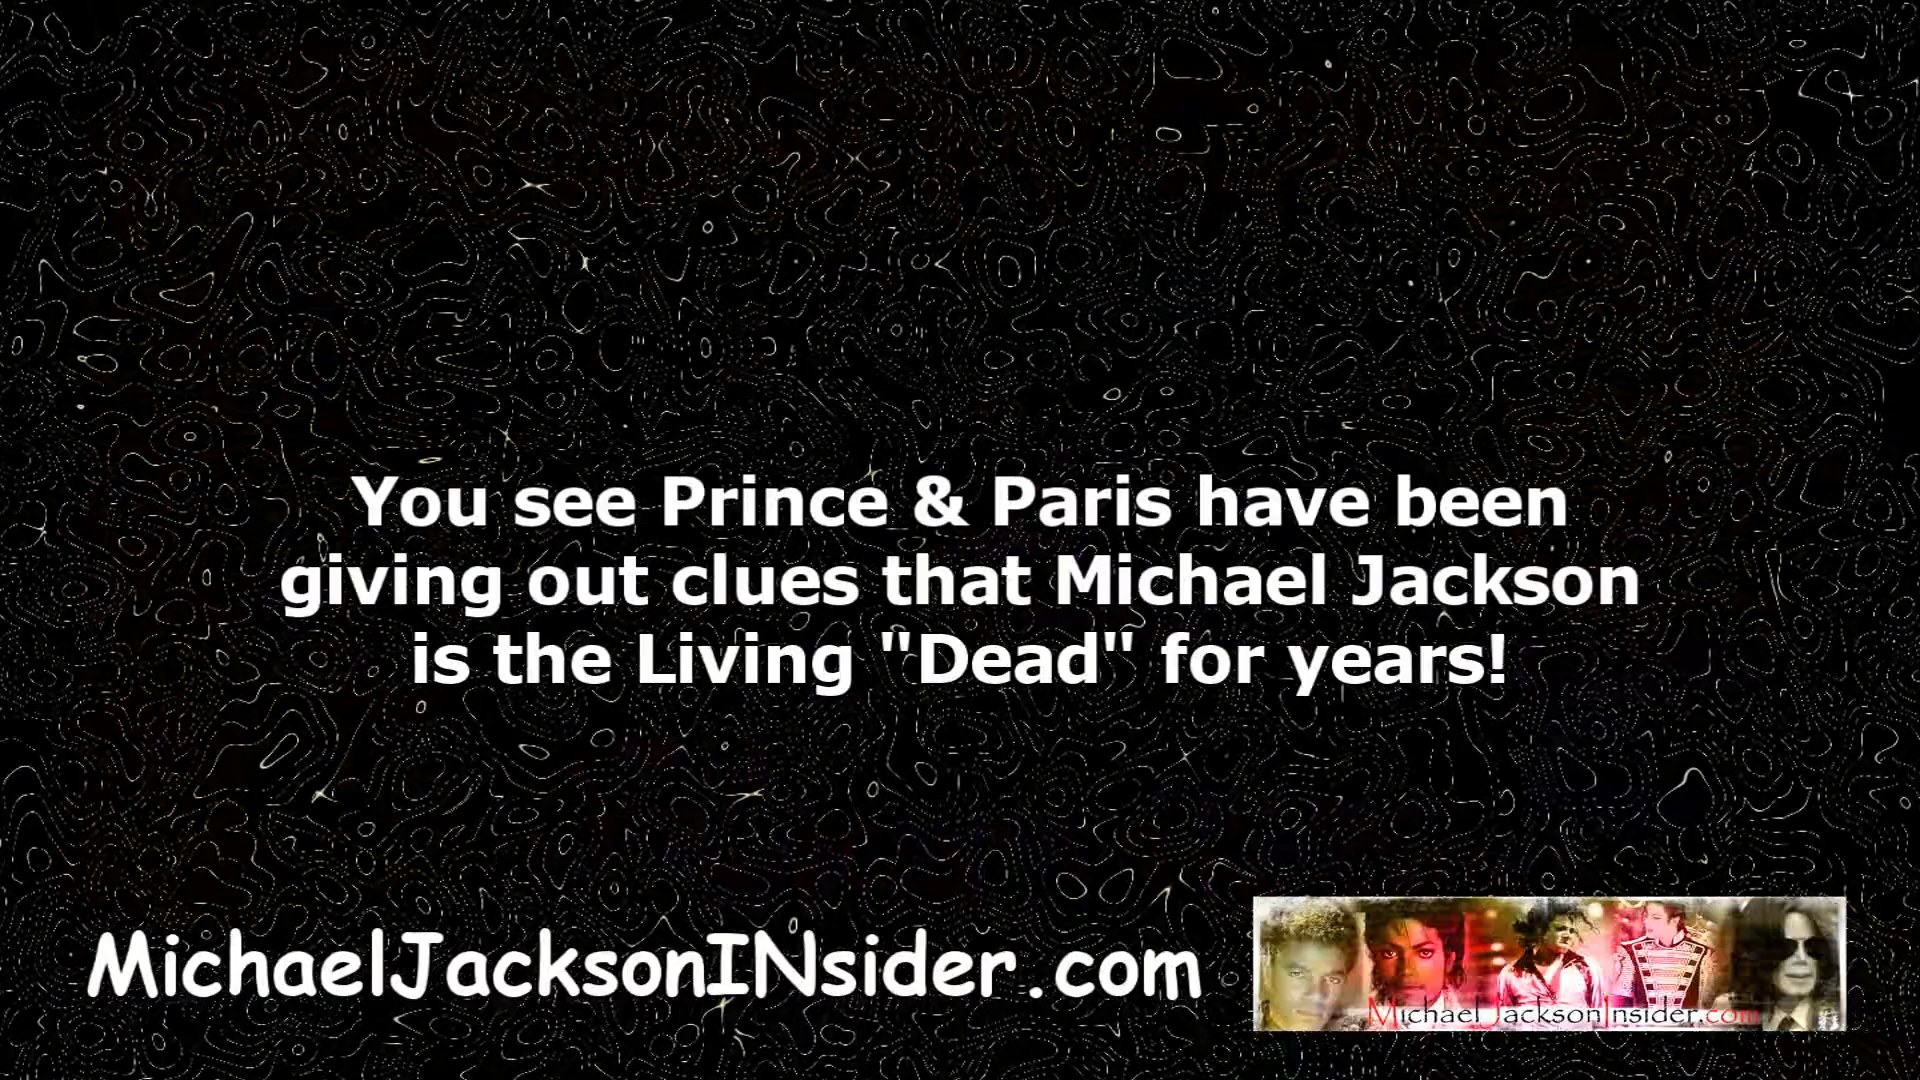 You see Prince & Paris have been
giving out clues that Michael Jackson
is the Living "Dead" for years!
MichaelJacksonINsider.com
MichaelJacksonInsider.com